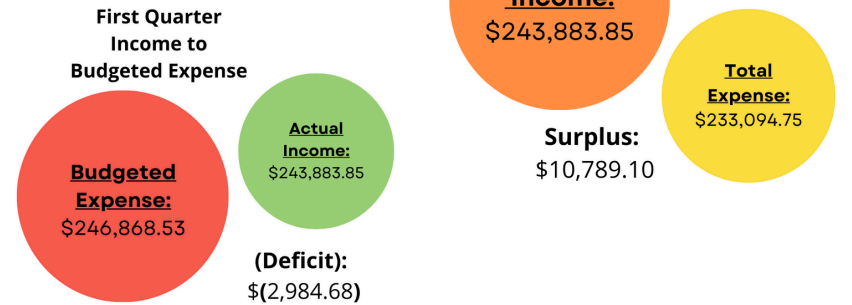 First Quarter
Income to
Budgeted Expense
Budgeted
Expense:
$246,868.53
Actual
Income:
$243,883.85
(Deficit):
$(2,984.68)
Income:
$243,883.85
Surplus:
$10,789.10
Total
Expense:
$233,094.75